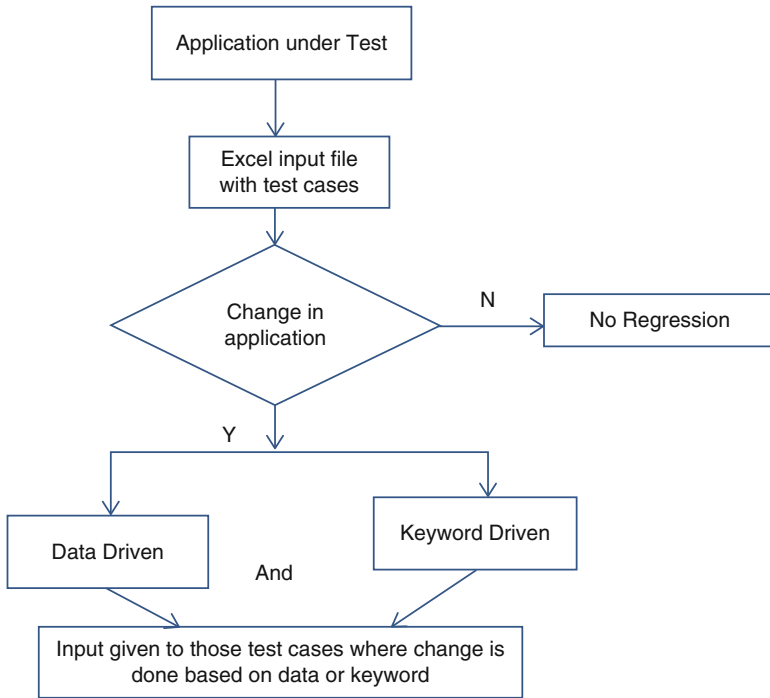 Application under Test
Excel input file
with test cases
Change in
application
N
No Regression
Y
Data Driven
And
Keyword Driven
Input given to those test cases where change is
done based on data or keyword